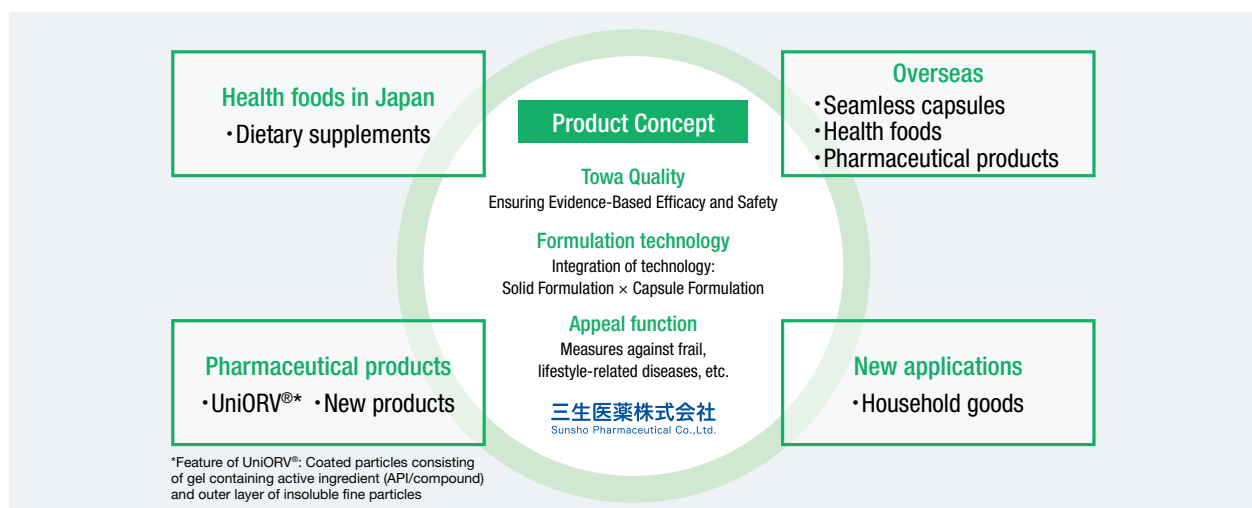 Health foods in Japan
・Dietary supplements
Overseas
・Seamless capsules
・Health foods
・Pharmaceutical products
Product Concept
Towa Quality
Ensuring Evidence-Based Efficacy and Safety
Formulation technology
Integration of technology:
Solid Formulation × Capsule Formulation
Appeal function
Measures against frail,
lifestyle-related diseases, etc.
三生医薬株式会社
Sunsho Pharmaceutical Co.,Ltd.
Pharmaceutical products
・UniORV®* ・New products
*Feature of UniORV®: Coated particles consisting
of gel containing active ingredient (API/compound)
and outer layer of insoluble fine particles
New applications
・Household goods